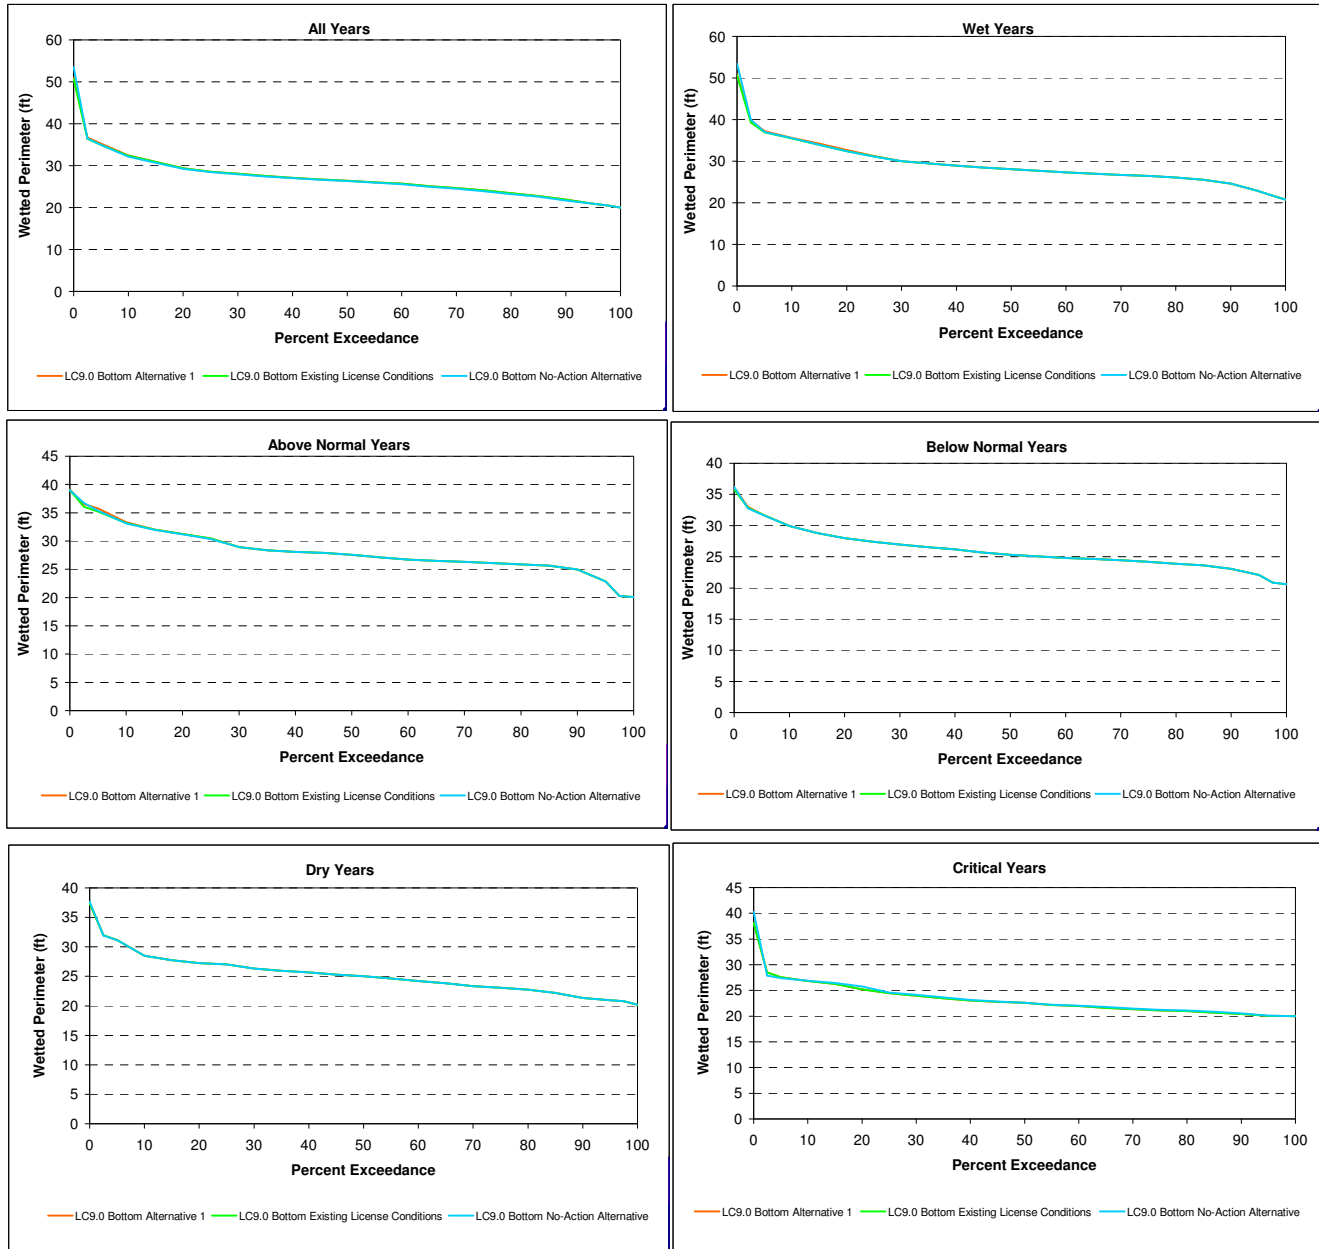 All Years
Wetted Perimeter (ft)
60
50
40
30
20
10
0
0 10 20 30 40 50 60 70 80 90 100
Percent Exceedance
LC9.0 Bottom Alternative 1 LC9.0 Bottom Existing License Conditions LC9.0 Bottom No-Action Alternative
Wet Years
Wetted Perimeter (ft)
60
50
40
30
20
10
0
0 10 20 30 40 50 60 70 80 90 100
Percent Exceedance
LC9.0 Bottom Alternative 1 LC9.0 Bottom Existing License Conditions LC9.0 Bottom No-Action Alternative
Above Normal Years
Wetted Perimeter (ft)
45
40
35
30
25
20
15
10
5
0
0 10 20 30 40 50 60 70 80 90 100
Percent Exceedance
LC9.0 Bottom Alternative 1 LC9.0 Bottom Existing License Conditions LC9.0 Bottom No-Action Alternative
Below Normal Years
Wetted Perimeter (ft)
40
35
30
25
20
15
10
5
0
0 10 20 30 40 50 60 70 80 90 100
Percent Exceedance
LC9.0 Bottom Alternative 1 LC9.0 Bottom Existing License Conditions LC9.0 Bottom No-Action Alternative
Dry Years
Wetted Perimeter (ft)
40
35
30
25
20
15
10
5
0
0 10 20 30 40 50 60 70 80 90 100
Percent Exceedance
LC9.0 Bottom Alternative 1 LC9.0 Bottom Existing License Conditions LC9.0 Bottom No-Action Alternative
Critical Years
Wetted Perimeter (ft)
45
40
35
30
25
20
15
10
5
0
0 10 20 30 40 50 60 70 80 90 100
Percent Exceedance
LC9.0 Bottom Alternative 1 LC9.0 Bottom Existing License Conditions LC9.0 Bottom No-Action Alternative